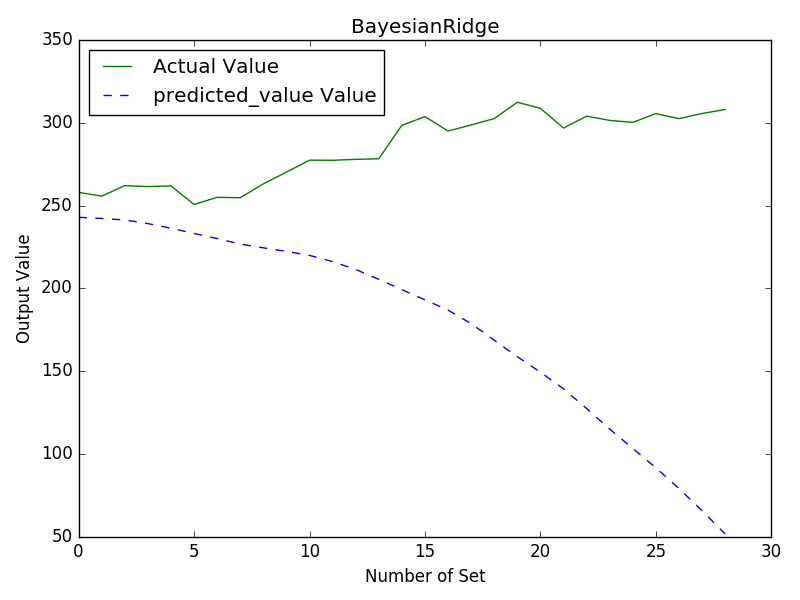 BayesianRidge
Actual Value
predicted_value Value
Output Value
350
300
250
200
150
100
50
0
5
10
15
20
25
30
Number of Set